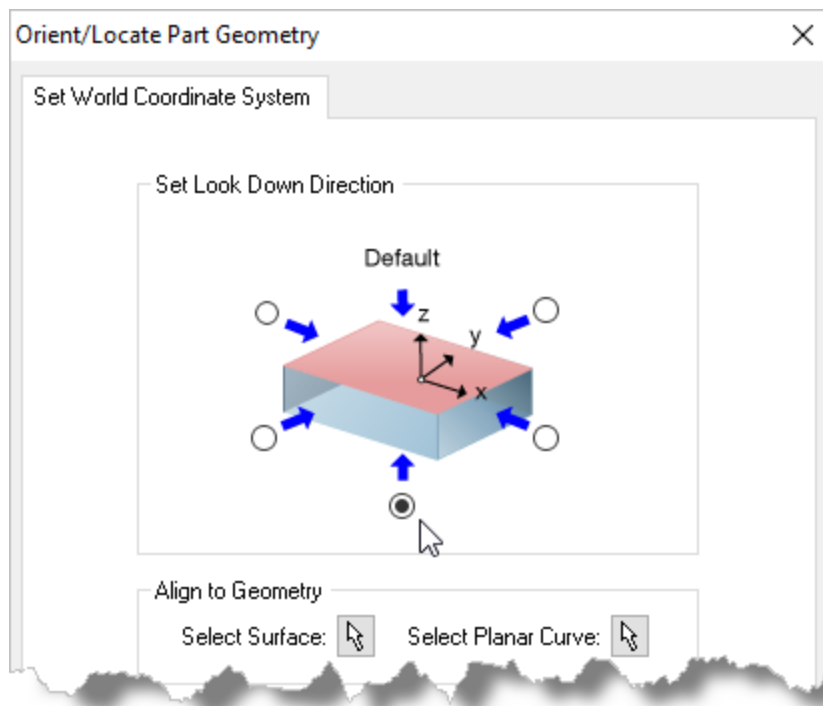 Orient/Locate Part Geometry
Set World Coordinate System
Set Look Down Direction
Default
z
y
x
Align to Geometry
Select Surface: Select Planar Curve: